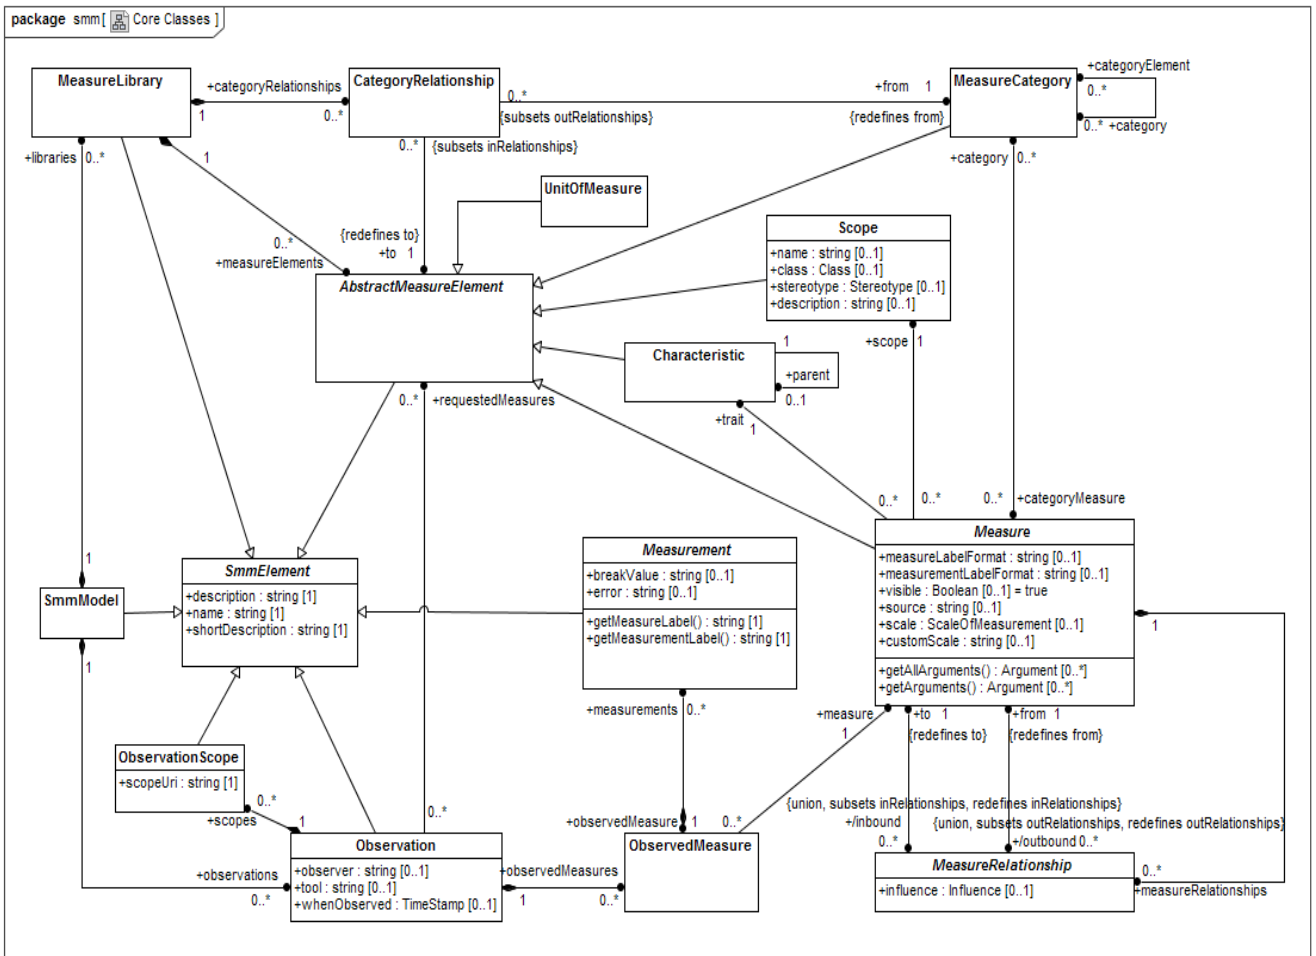 package smm[ Core Classes ]
MeasureLibrary
CategoryRelationship
MeasureCategory
+categoryElement
0..*
0..* +category
+categoryRelationships
1
0..*
0..*
{subsets outRelationships}
+from 1
{redefines from}
+libraries 0..*
1
0..* {subsets inRelationships}
+category 0..*
UnitOfMeasure
Scope
+name : string [0..1]
+class : Class [0..1]
+stereotype : Stereotype [0..1]
+description : string [0..1]
0..*
+measureElements
{redefines to}
+to 1
AbstractMeasureElement
+scope 1
Characteristic
1
+parent
0..1
0..* +requestedMeasures
+trait 1
0..*
0..*
0..* +categoryMeasure
Measure
+measureLabelFormat : string [0..1]
+measurementLabelFormat : string [0..1]
+visible : Boolean [0..1] = true
+source : string [0..1]
+scale : ScaleOfMeasurement [0..1]
+customScale : string [0..1]
+getAllArguments() : Argument [0..*]
+getArguments() : Argument [0..*]
1
Measurement
+breakValue : string [0..1]
+error : string [0..1]
+getMeasureLabel() : string [1]
+getMeasurementLabel() : string [1]
1
SmmModel
1
SmmElement
+description : string [1]
+name : string [1]
+shortDescription : string [1]
+measurements 0..*
+measure
1
+to 1
{redefines to}
+from 1
{redefines from}
ObservationScope
+scopeUri : string [1]
0..*
+scopes
1
0..*
+observedMeasure 1
0..*
{union, subsets inRelationships, redefines inRelationships}
+/inbound
0..*
{union, subsets outRelationships, redefines outRelationships}
+/outbound 0..*
Observation
+observer : string [0..1]
+tool : string [0..1]
+whenObserved : TimeStamp [0..1]
+observations
0..*
+observedMeasures
1
0..*
ObservedMeasure
MeasureRelationship
+influence : Influence [0..1]
0..*
+measureRelationships